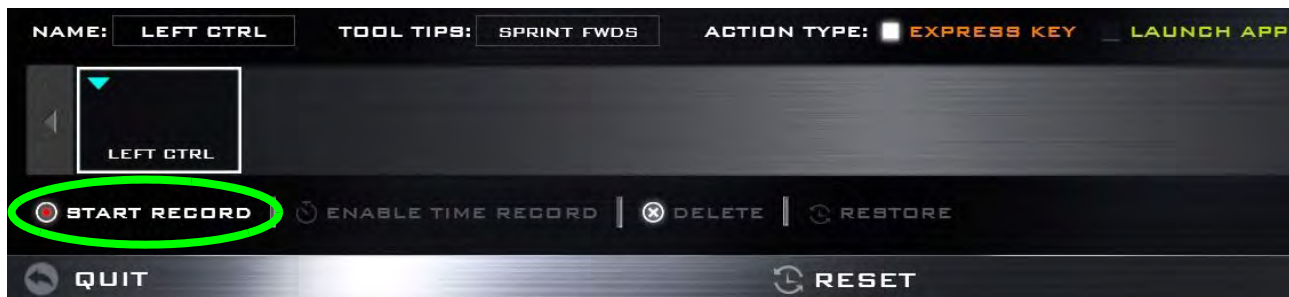 NAME: LEFT CTRL TOOL TIPS: SPRINT FWDS ACTION TYPE: EXPRESS KEY LAUNCH APP
LEFT CTRL
START RECORD ENABLE TIME RECORD DELETE RESTORE
QUIT RESET